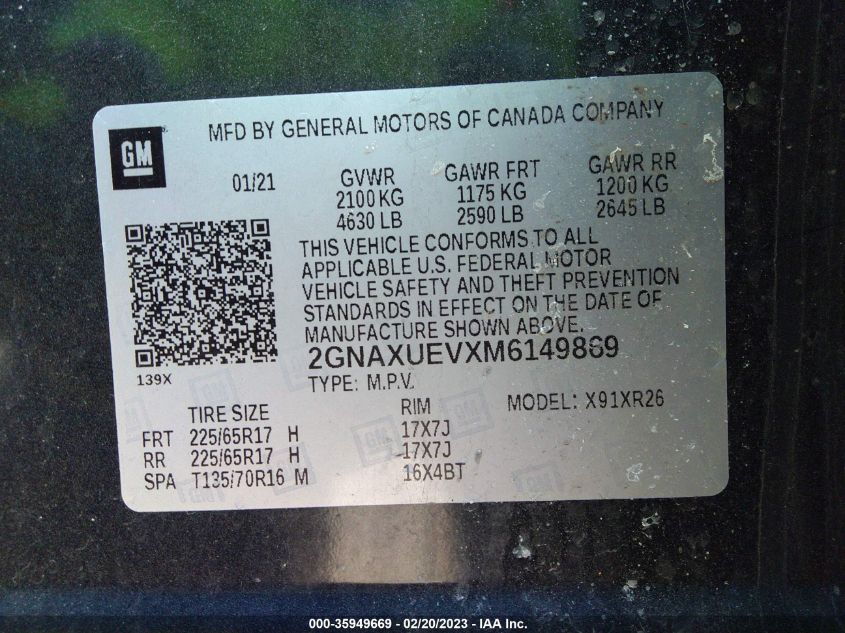 MFD BY GENERAL MOTORS OF CANADA COMPANY
GM
01/21 GVWR GAWR FRT GAWR RR
2100 KG 1175 KG 1200 KG
4630 LB 2590 LB 2645 LB
THIS VEHICLE CONFORMS TO ALL
APPLICABLE U.S. FEDERAL MOTOR
VEHICLE SAFETY AND THEFT PREVENTION
STANDARDS IN EFFECT ON THE DATE OF
MANUFACTURE SHOWN ABOVE.
2GNAXUEVXM6149869
139X
TYPE: M.P.V.
MODEL: X91XR26
TIRE SIZE RIM
FRT 225/65R17 H 17X7J
RR 225/65R17 H 17X7J
SPA T135/70R16 M 16X4BT
000-35949669 — 02/20/2023 — IAA Inc.